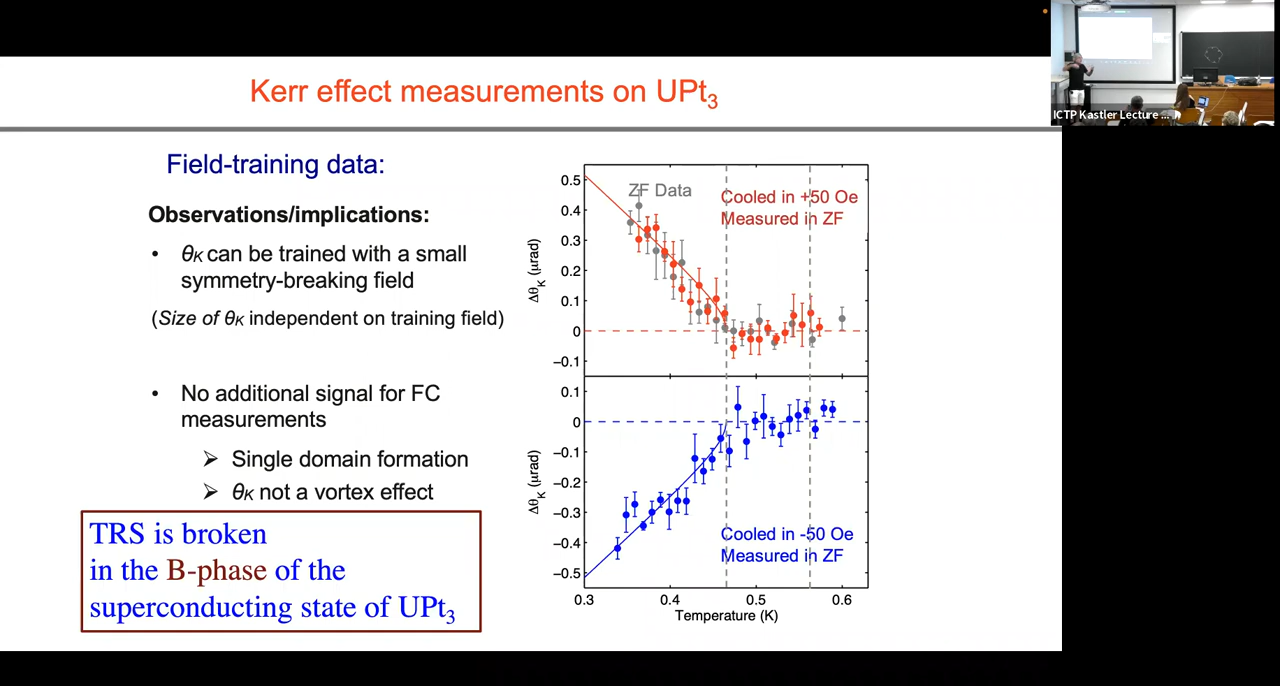 Kerr effect measurements on UPt₃
ICTP Kastler Lecture ...
Field-training data:
Observations/implications:
• θK can be trained with a small
symmetry-breaking field
(Size of θK independent on training field)
• No additional signal for FC
measurements
➢ Single domain formation
➢ θK not a vortex effect
TRS is broken
in the B-phase of the
superconducting state of UPt₃
ZF Data
Cooled in +50 Oe
Measured in ZF
ΔθK (µrad)
0.5
0.4
0.3
0.2
0.1
0
−0.1
0.1
0
−0.1
−0.2
−0.3
−0.4
−0.5
ΔθK (µrad)
Cooled in -50 Oe
Measured in ZF
0.3 0.4 0.5 0.6
Temperature (K)